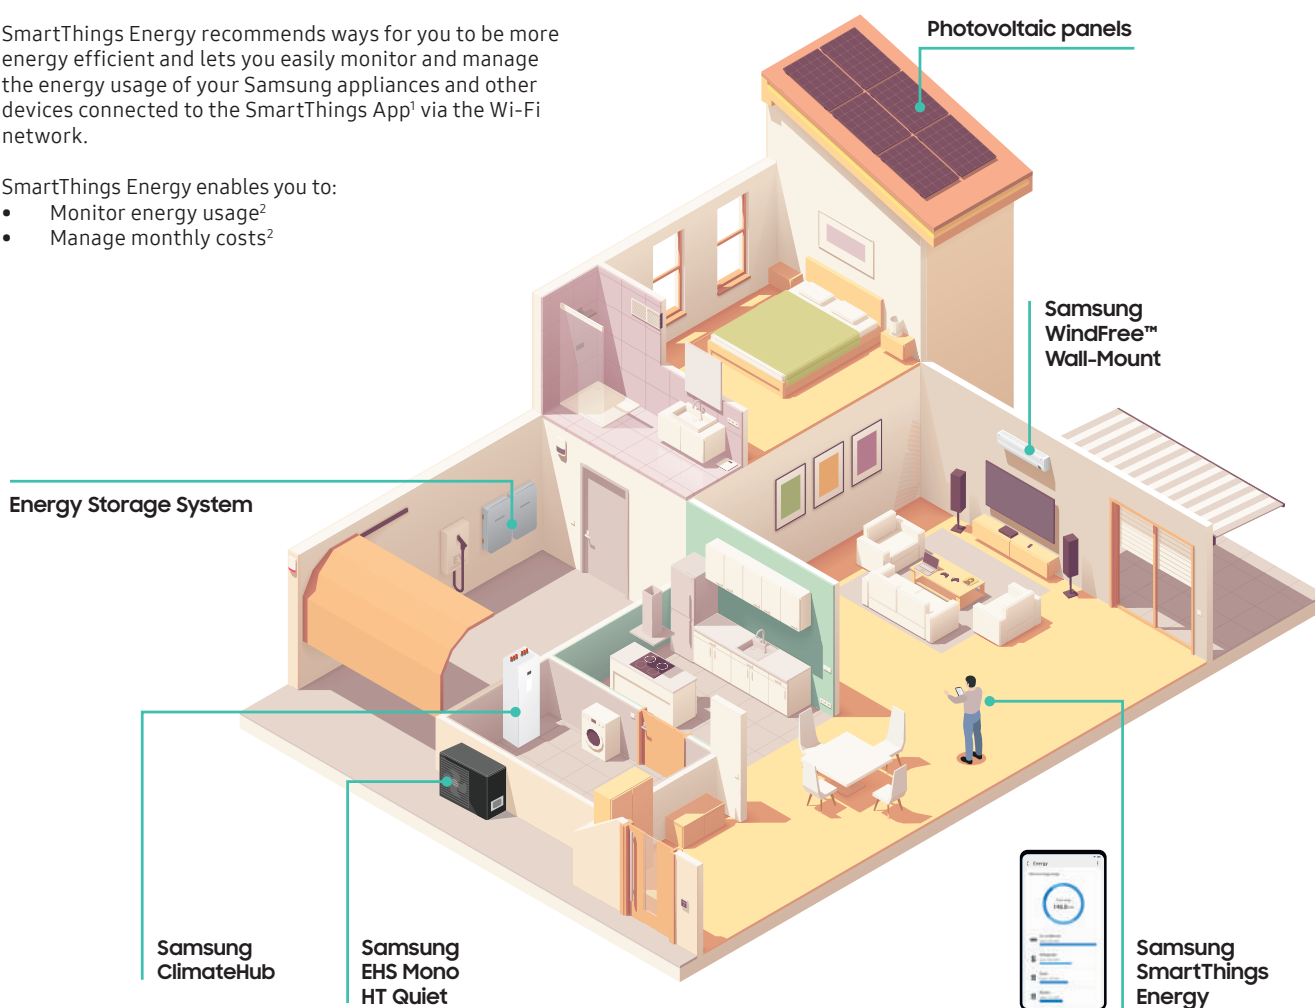 SmartThings Energy recommends ways for you to be more
energy efficient and lets you easily monitor and manage
the energy usage of your Samsung appliances and other
devices connected to the SmartThings App¹ via the Wi-Fi
network.
SmartThings Energy enables you to:
• Monitor energy usage²
• Manage monthly costs²
Photovoltaic panels
Samsung
WindFree™
Wall-Mount
Energy Storage System
Samsung
ClimateHub
Samsung
EHS Mono
HT Quiet
Energy
Samsung
SmartThings
Energy